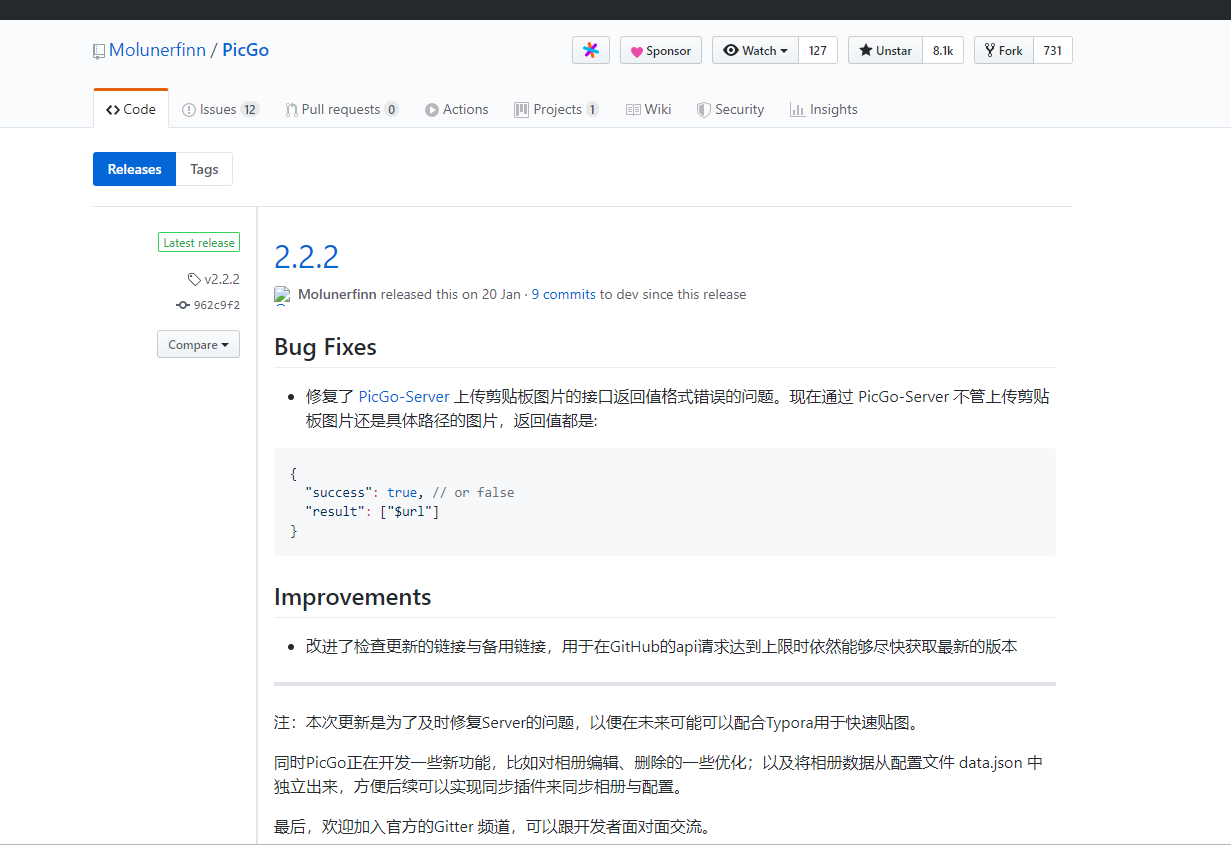 Molunerfinn / PicGo
Sponsor
Watch 127
Unstar 8.1k
Fork 731
Code
Issues 12
Pull requests 0
Actions
Projects 1
Wiki
Security
Insights
Releases
Tags
Latest release
v2.2.2
962c9f2
Compare
2.2.2
Molunerfinn released this on 20 Jan · 9 commits to dev since this release
Bug Fixes
修复了 PicGo-Server 上传剪贴板图片的接口返回值格式错误的问题。现在通过 PicGo-Server 不管上传剪贴
板图片还是具体路径的图片，返回值都是:
{
"success": true, // or false
"result": ["$url"]
}
Improvements
改进了检查更新的链接与备用链接，用于在GitHub的api请求达到上限时依然能够尽快获取最新的版本
注：本次更新是为了及时修复Server的问题，以便在未来可能可以配合Typora用于快速贴图。
同时PicGo正在开发一些新功能，比如对相册编辑、删除的一些优化；以及将相册数据从配置文件 data.json 中
独立出来，方便后续可以实现同步插件来同步相册与配置。
最后，欢迎加入官方的Gitter 频道，可以跟开发者面对面交流。